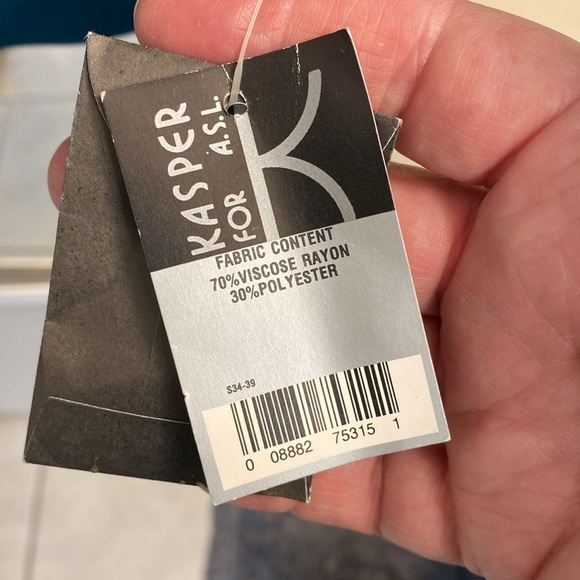 KASPER
FOR A.S.L.
K
FABRIC CONTENT
70%VISCOSE RAYON
30%POLYESTER
S34-39
0 08882 75315 1